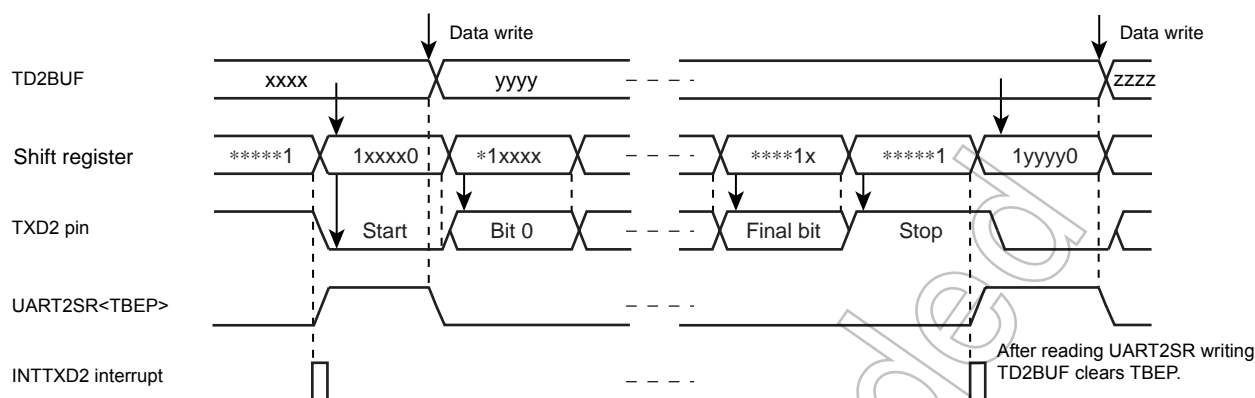 Data write
Data write
TD2BUF
xxxx
yyyy
zzzz
Shift register
*****1
1xxxx0
*1xxxx
****1x
*****1
1yyyy0
TXD2 pin
Start
Bit 0
Final bit
Stop
UART2SR<TBEP>
INTTXD2 interrupt
After reading UART2SR writing
TD2BUF clears TBEP.
ded